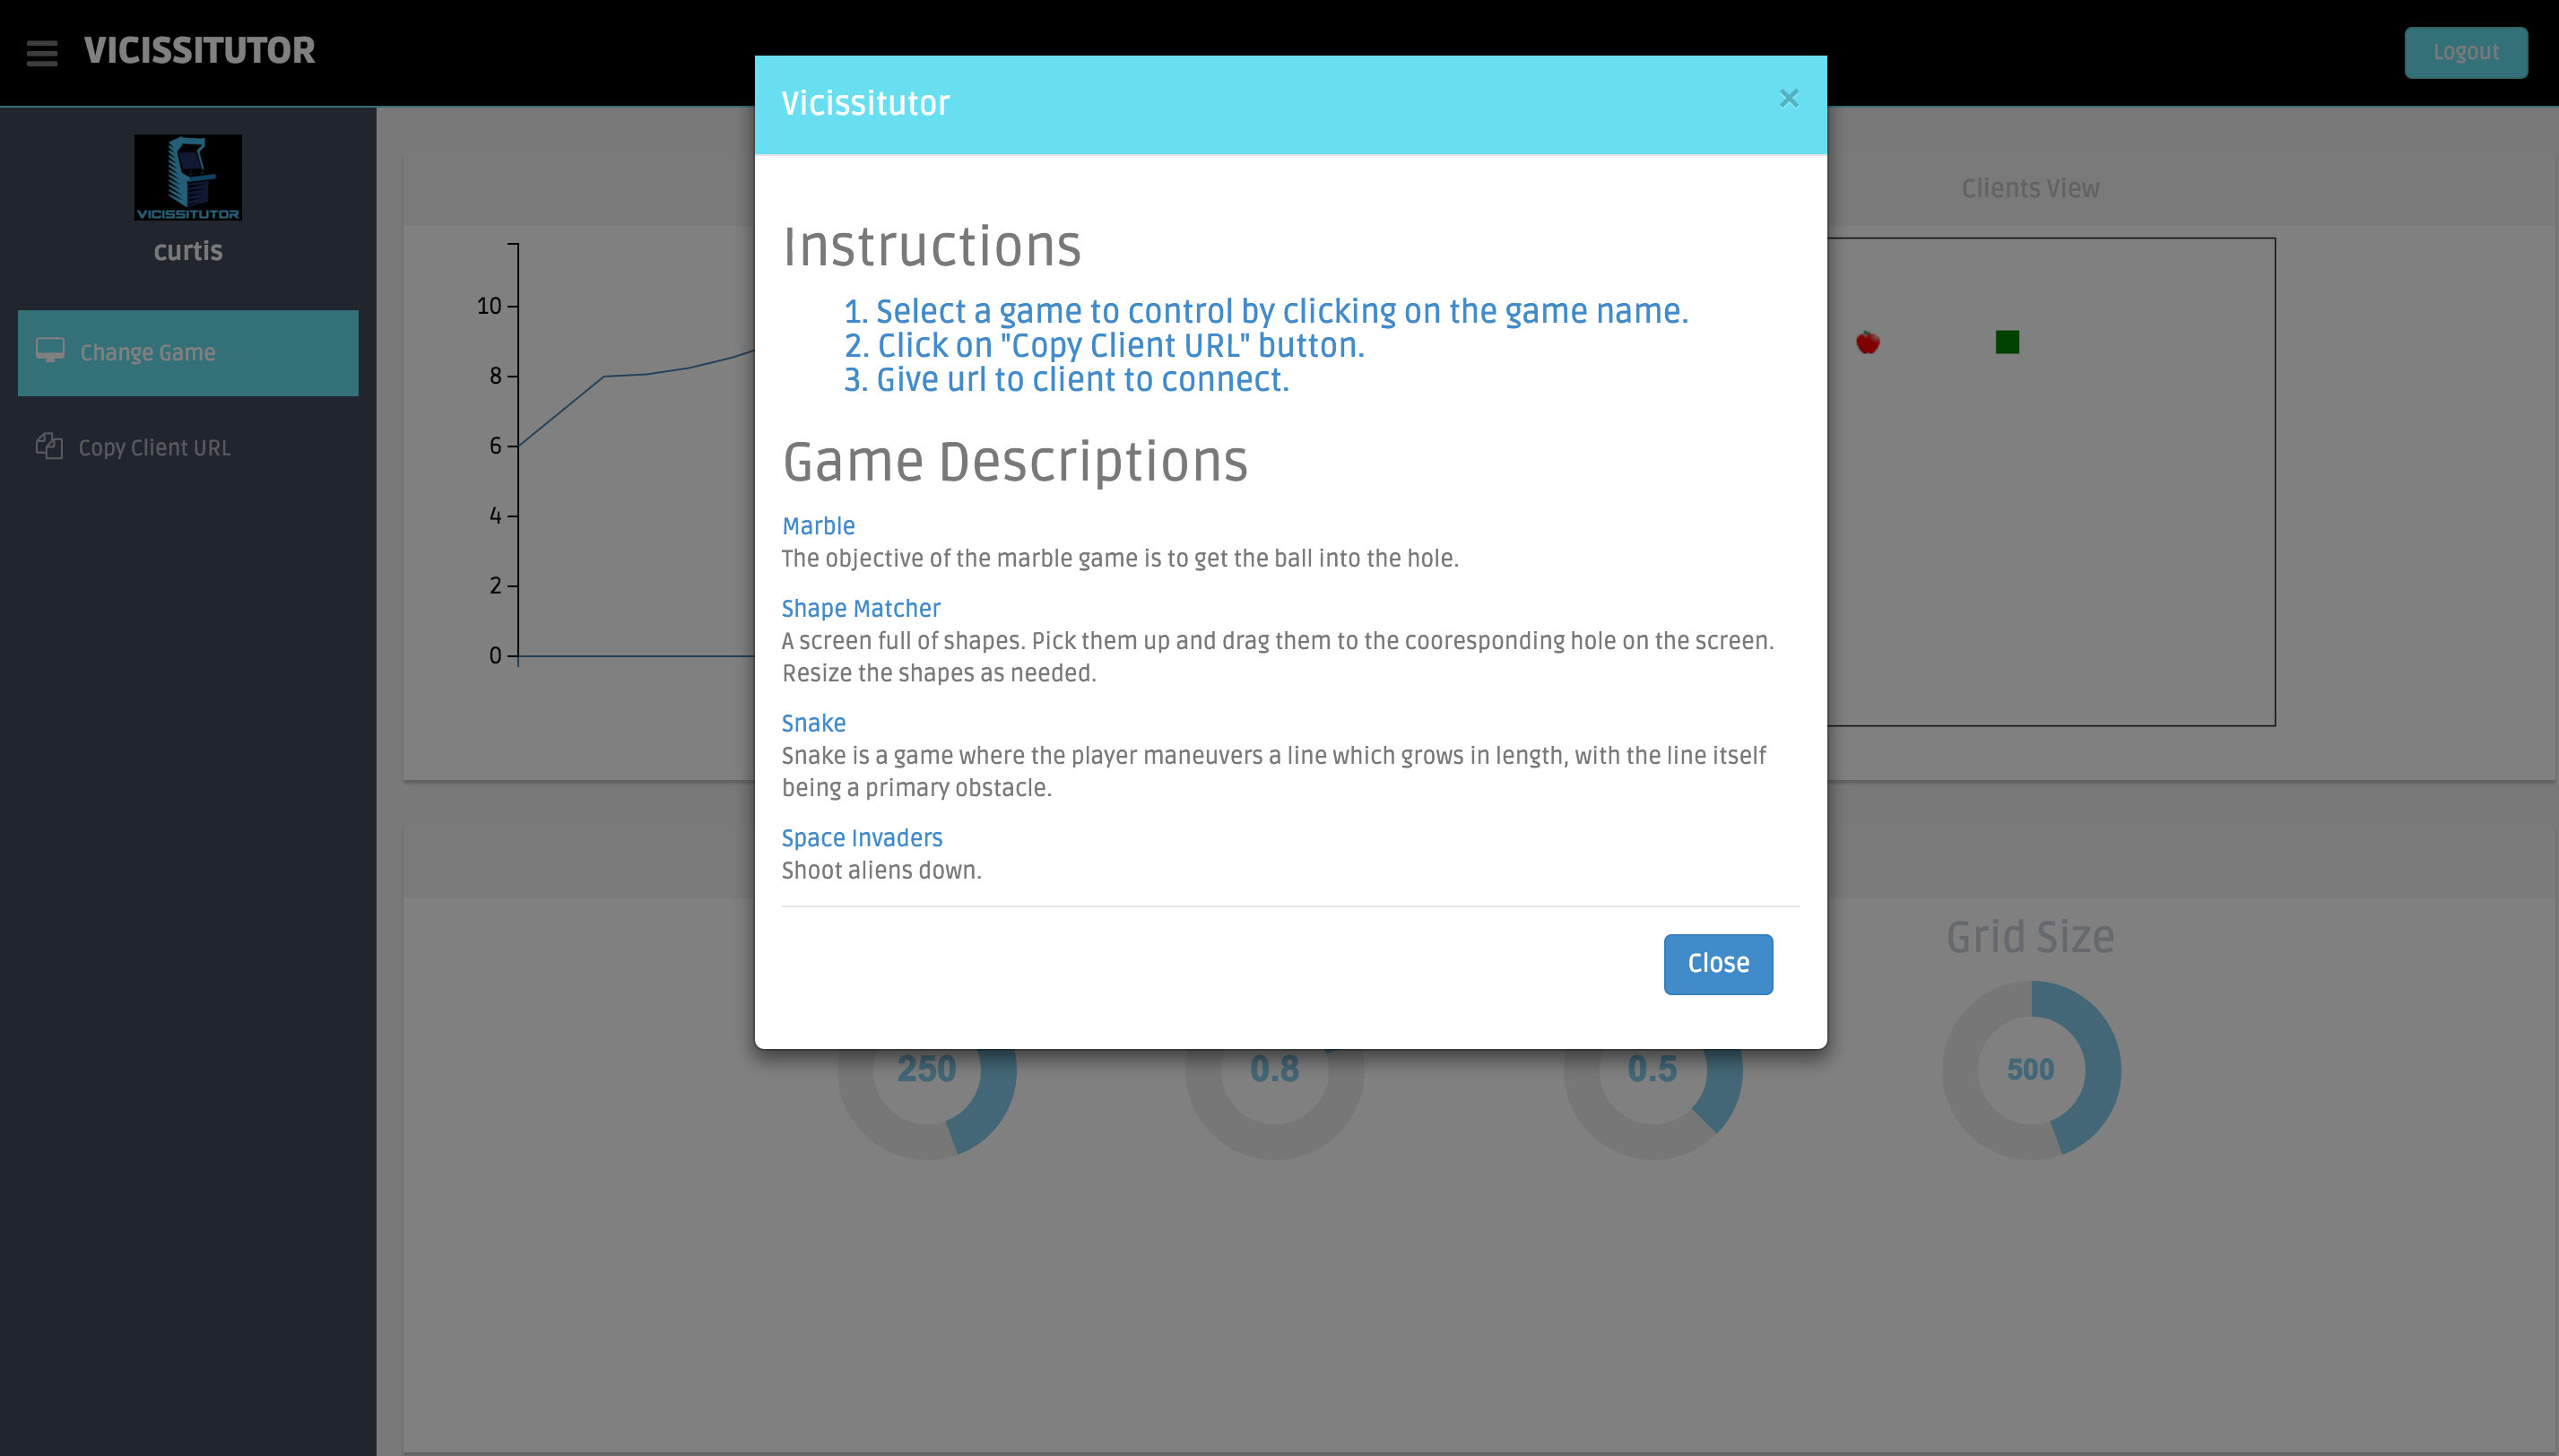 VICISSITUTOR
Logout
VICISSITUTOR
curtis
Change Game
Copy Client URL
10
8
6
4
2
0
Clients View
Vicissitutor
×
Instructions
1. Select a game to control by clicking on the game name.
2. Click on "Copy Client URL" button.
3. Give url to client to connect.
Game Descriptions
Marble
The objective of the marble game is to get the ball into the hole.
Shape Matcher
A screen full of shapes. Pick them up and drag them to the cooresponding hole on the screen.
Resize the shapes as needed.
Snake
Snake is a game where the player maneuvers a line which grows in length, with the line itself
being a primary obstacle.
Space Invaders
Shoot aliens down.
Close
Grid Size
250
0.8
0.5
500